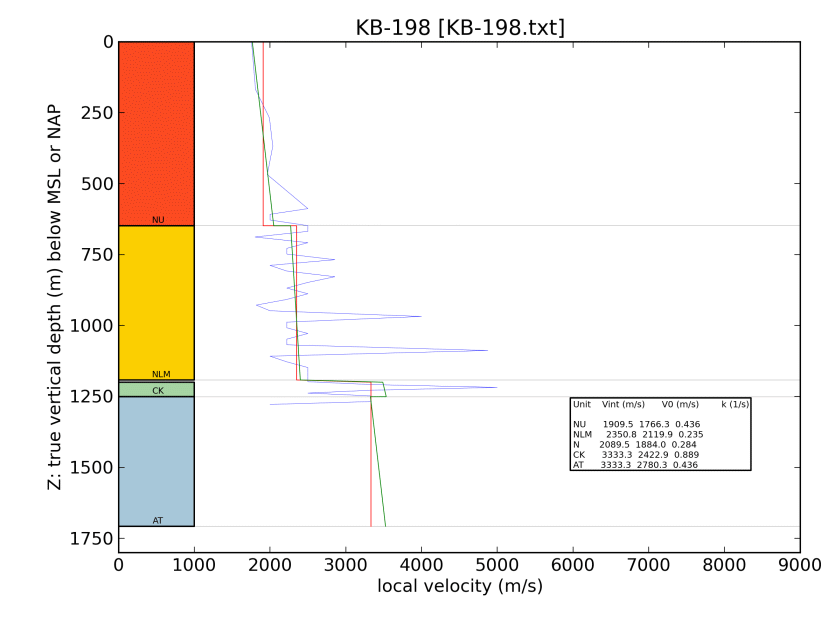 KB-198 [KB-198.txt]
Z: true vertical depth (m) below MSL or NAP
0
250
500
750
1000
1250
1500
1750
NU
NLM
CK
AT
Unit Vint (m/s) V0 (m/s) k (1/s)
NU 1909.5 1766.3 0.436
NLM 2350.8 2119.9 0.235
N 2089.5 1884.0 0.284
CK 3333.3 2422.9 0.889
AT 3333.3 2780.3 0.436
0 1000 2000 3000 4000 5000 6000 7000 8000 9000
local velocity (m/s)